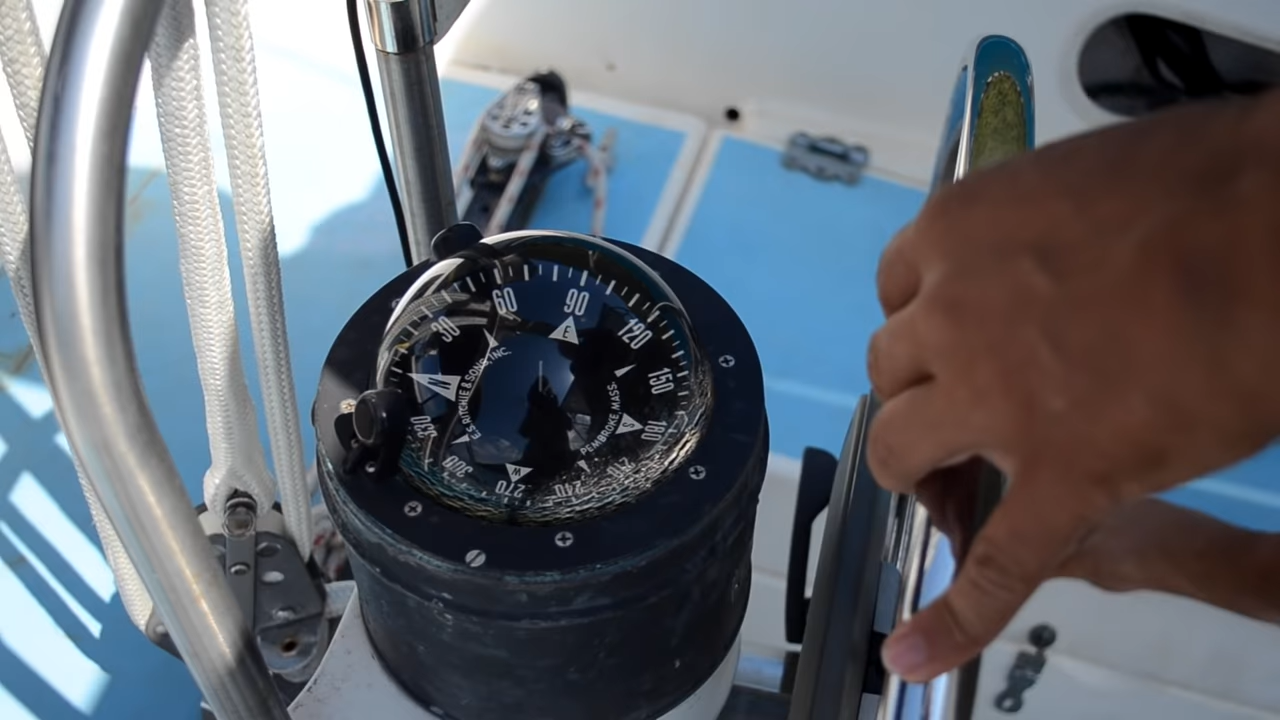 60
90
30
120
E
E.S. RITCHIE & SONS, INC.
N
150
PEMBROKE, MASS.
S
180
330
300
W
270
240
210